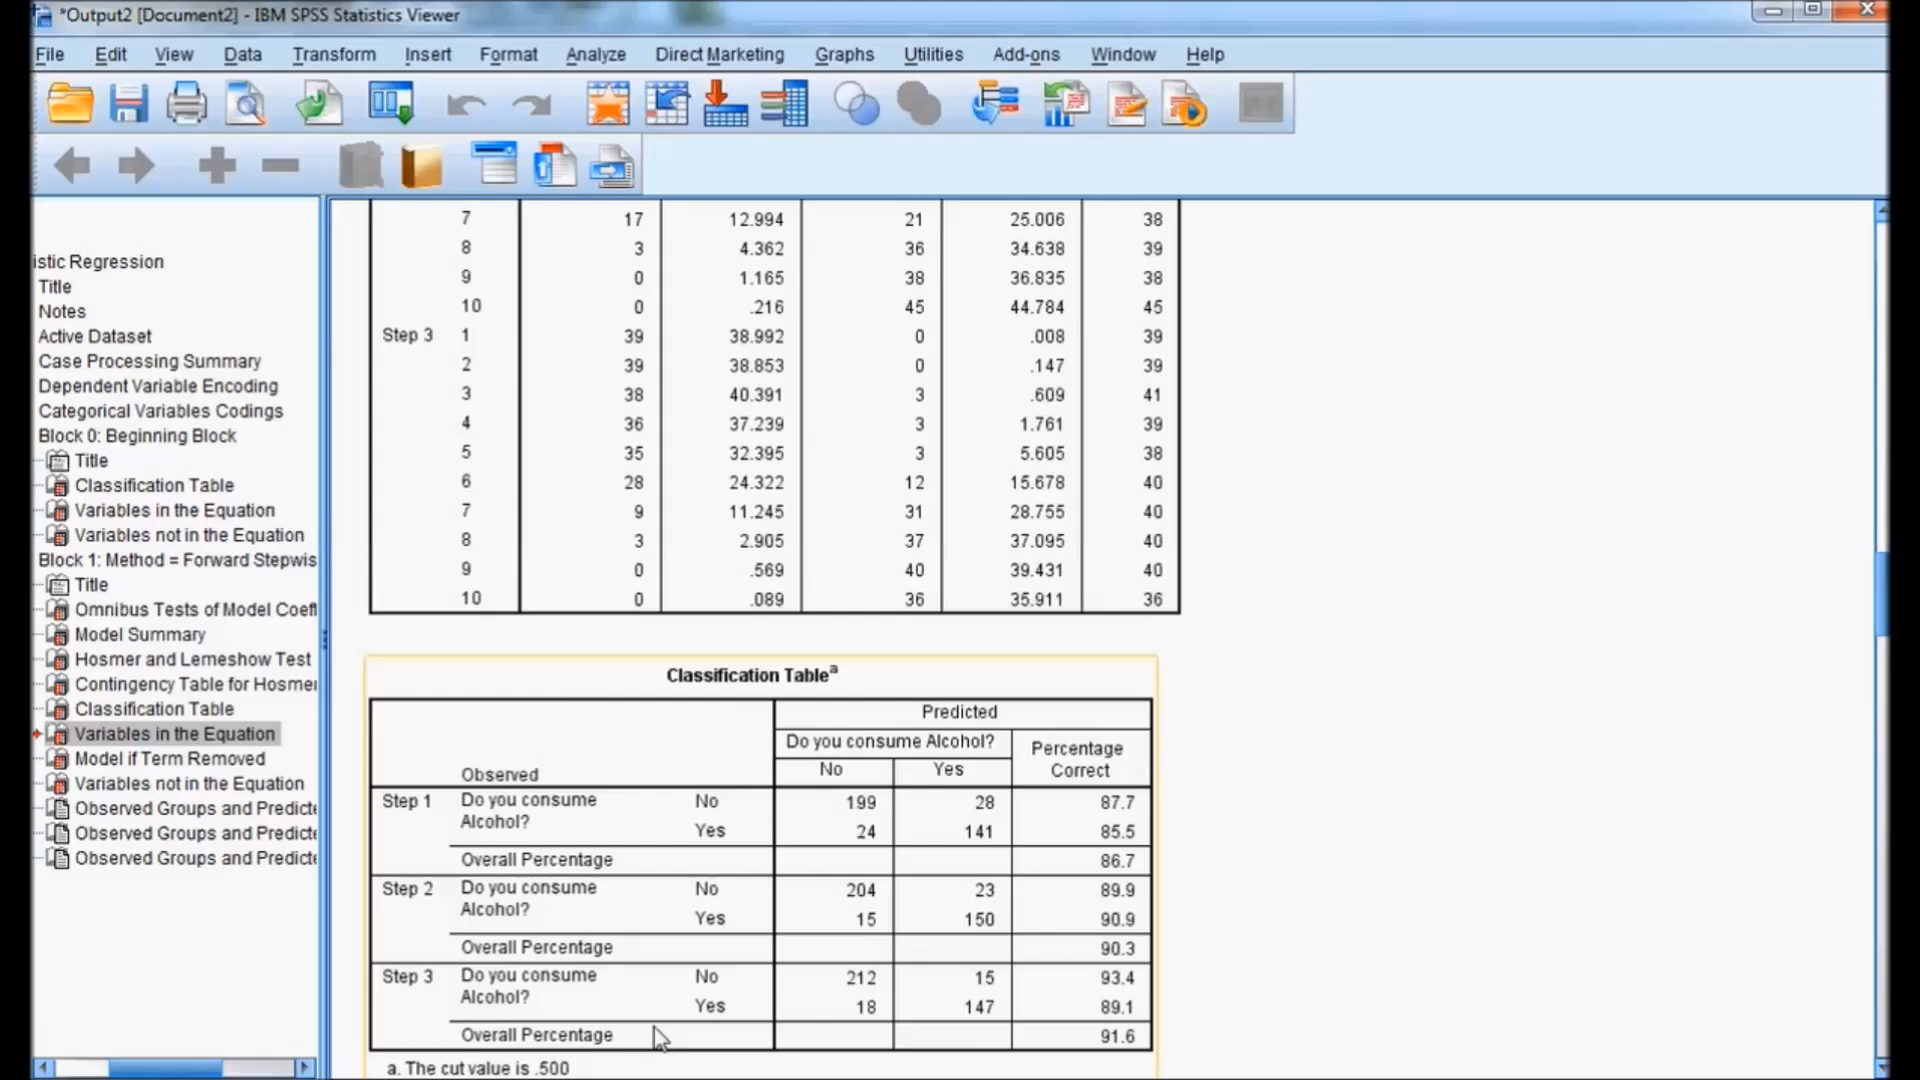 *Output2 [Document2] - IBM SPSS Statistics Viewer
File Edit View Data Transform Insert Format Analyze Direct Marketing Graphs Utilities Add-ons Window Help
istic Regression
Title
Notes
Active Dataset
Case Processing Summary
Dependent Variable Encoding
Categorical Variables Codings
Block 0: Beginning Block
Title
Classification Table
Variables in the Equation
Variables not in the Equation
Block 1: Method = Forward Stepwis
Title
Omnibus Tests of Model Coeff
Model Summary
Hosmer and Lemeshow Test
Contingency Table for Hosmer
Classification Table
Variables in the Equation
Model if Term Removed
Variables not in the Equation
Observed Groups and Predicte
Observed Groups and Predicte
Observed Groups and Predicte
7 17 12.994 21 25.006 38
8 3 4.362 36 34.638 39
9 0 1.165 38 36.835 38
10 0 .216 45 44.784 45
Step 3 1 39 38.992 0 .008 39
2 39 38.853 0 .147 39
3 38 40.391 3 .609 41
4 36 37.239 3 1.761 39
5 35 32.395 3 5.605 38
6 28 24.322 12 15.678 40
7 9 11.245 31 28.755 40
8 3 2.905 37 37.095 40
9 0 .569 40 39.431 40
10 0 .089 36 35.911 36
Classification Tableᵃ
Predicted
Do you consume Alcohol? Percentage
Observed No Yes Correct
Step 1 Do you consume No 199 28 87.7
Alcohol? Yes 24 141 85.5
Overall Percentage 86.7
Step 2 Do you consume No 204 23 89.9
Alcohol? Yes 15 150 90.9
Overall Percentage 90.3
Step 3 Do you consume No 212 15 93.4
Alcohol? Yes 18 147 89.1
Overall Percentage 91.6
a. The cut value is .500